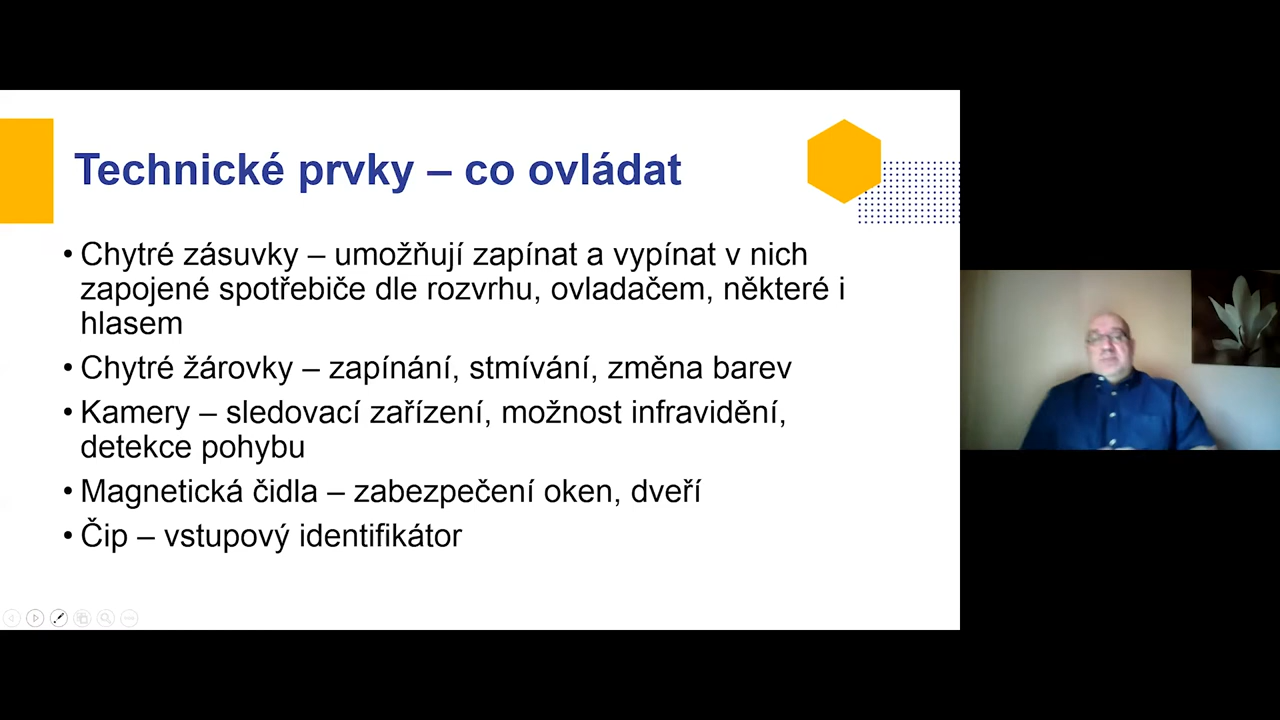 Technické prvky – co ovládat
• Chytré zásuvky – umožňují zapínat a vypínat v nich
zapojené spotřebiče dle rozvrhu, ovladačem, některé i
hlasem
• Chytré žárovky – zapínání, stmívání, změna barev
• Kamery – sledovací zařízení, možnost infravidění,
detekce pohybu
• Magnetická čidla – zabezpečení oken, dveří
• Čip – vstupový identifikátor